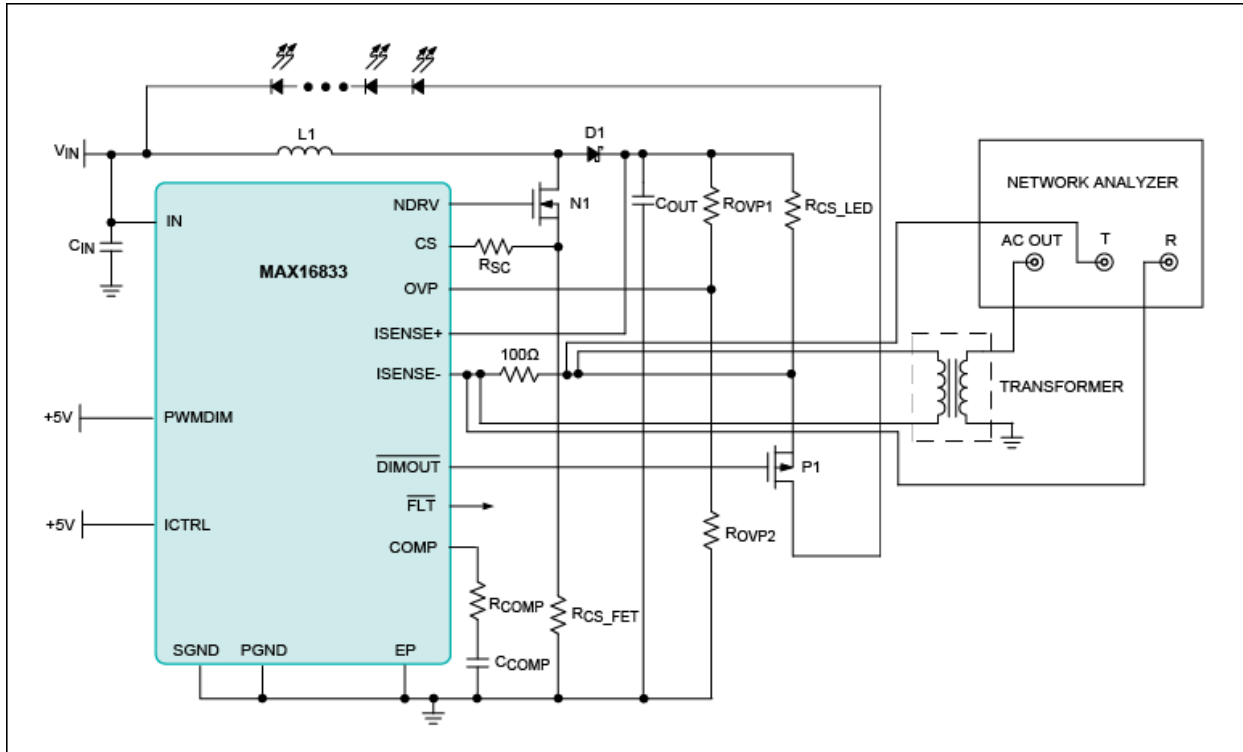 L1
D1
VIN
NETWORK ANALYZER
NDRV
N1
COUT
ROVP1
RCS_LED
IN
AC OUT
T
R
CIN
CS
RSC
MAX16833
OVP
ISENSE+
100Ω
ISENSE-
TRANSFORMER
+5V
PWMDIM
DIMOUT
P1
FLT
+5V
ICTRL
ROVP2
COMP
RCOMP
RCS_FET
SGND
PGND
EP
CCOMP